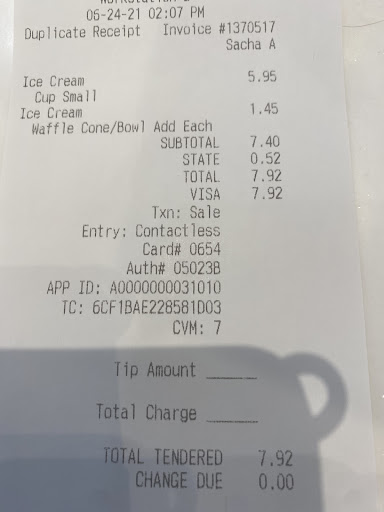 06-24-21 02:07 PM
Duplicate Receipt Invoice #1370517
Sacha A
Ice Cream 5.95
Cup Small
Ice Cream 1.45
Waffle Cone/Bowl Add Each
SUBTOTAL 7.40
STATE 0.52
TOTAL 7.92
VISA 7.92
Txn: Sale
Entry: Contactless
Card# 0654
Auth# 05023B
APP ID: A0000000031010
TC: 6CF1BAE228581D03
CVM: 7
Tip Amount ______
Total Charge ______
TOTAL TENDERED 7.92
CHANGE DUE 0.00